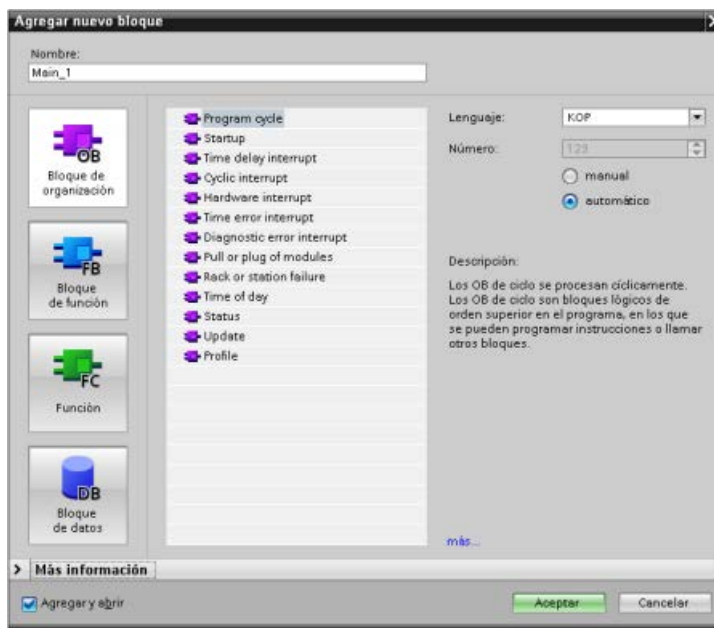 Agregar nuevo bloque
Nombre:
Main_1
OB
Bloque de
organización
FB
Bloque
de función
FC
Función
DB
Bloque
de datos
Program cycle
Startup
Time delay interrupt
Cyclic interrupt
Hardware interrupt
Time error interrupt
Diagnostic error interrupt
Pull or plug of modules
Rack or station failure
Time of day
Status
Update
Profile
Lenguaje:
KOP
Número:
123
manual
automático
Descripción:
Los OB de ciclo se procesan cíclicamente.
Los OB de ciclo son bloques lógicos de
orden superior en el programa, en los que
se pueden programar instrucciones o llamar
otros bloques.
más...
Más información
Agregar y abrir
Aceptar
Cancelar